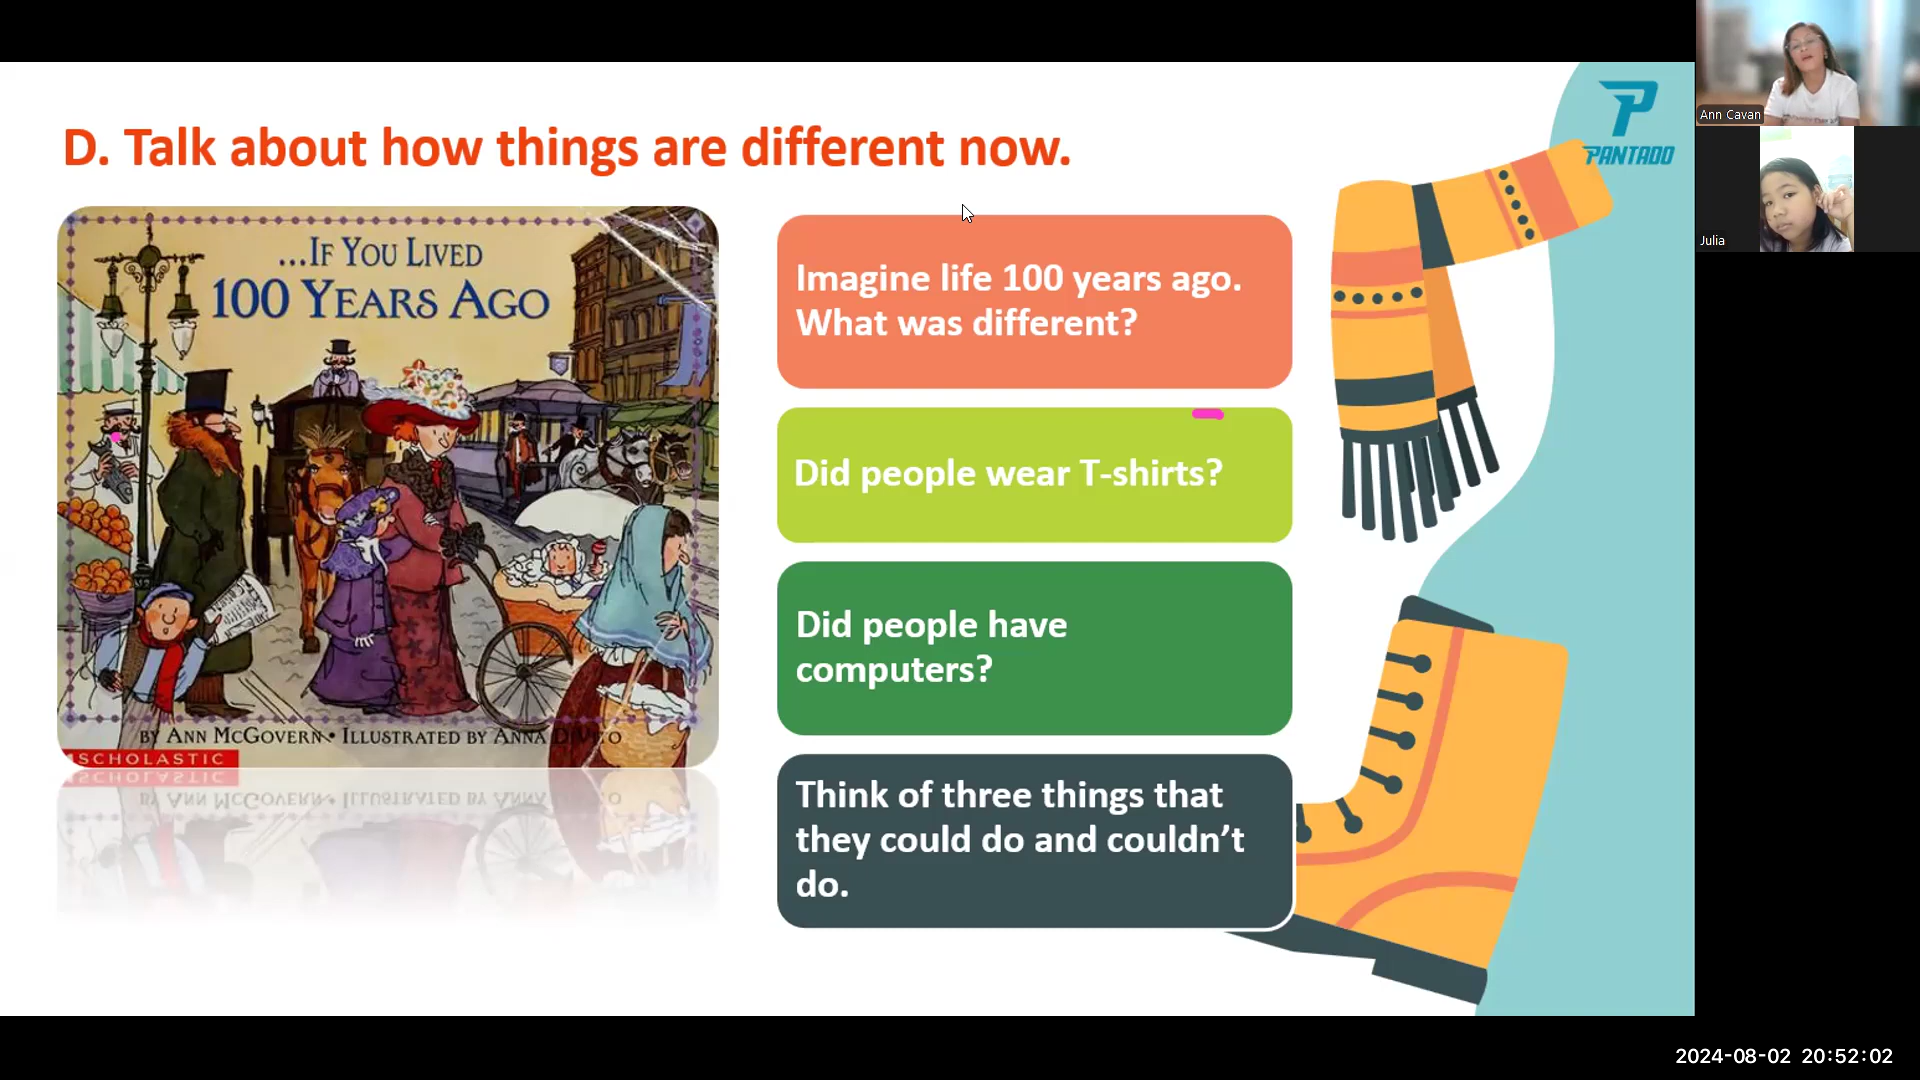 D. Talk about how things are different now.
PANTADO
Ann Cavan
Julia
...IF YOU LIVED
100 YEARS AGO
BY ANN MCGOVERN • ILLUSTRATED BY ANNA
SCHOLASTIC
Imagine life 100 years ago.
What was different?
Did people wear T-shirts?
Did people have
computers?
Think of three things that
they could do and couldn't
do.
2024-08-02 20:52:02